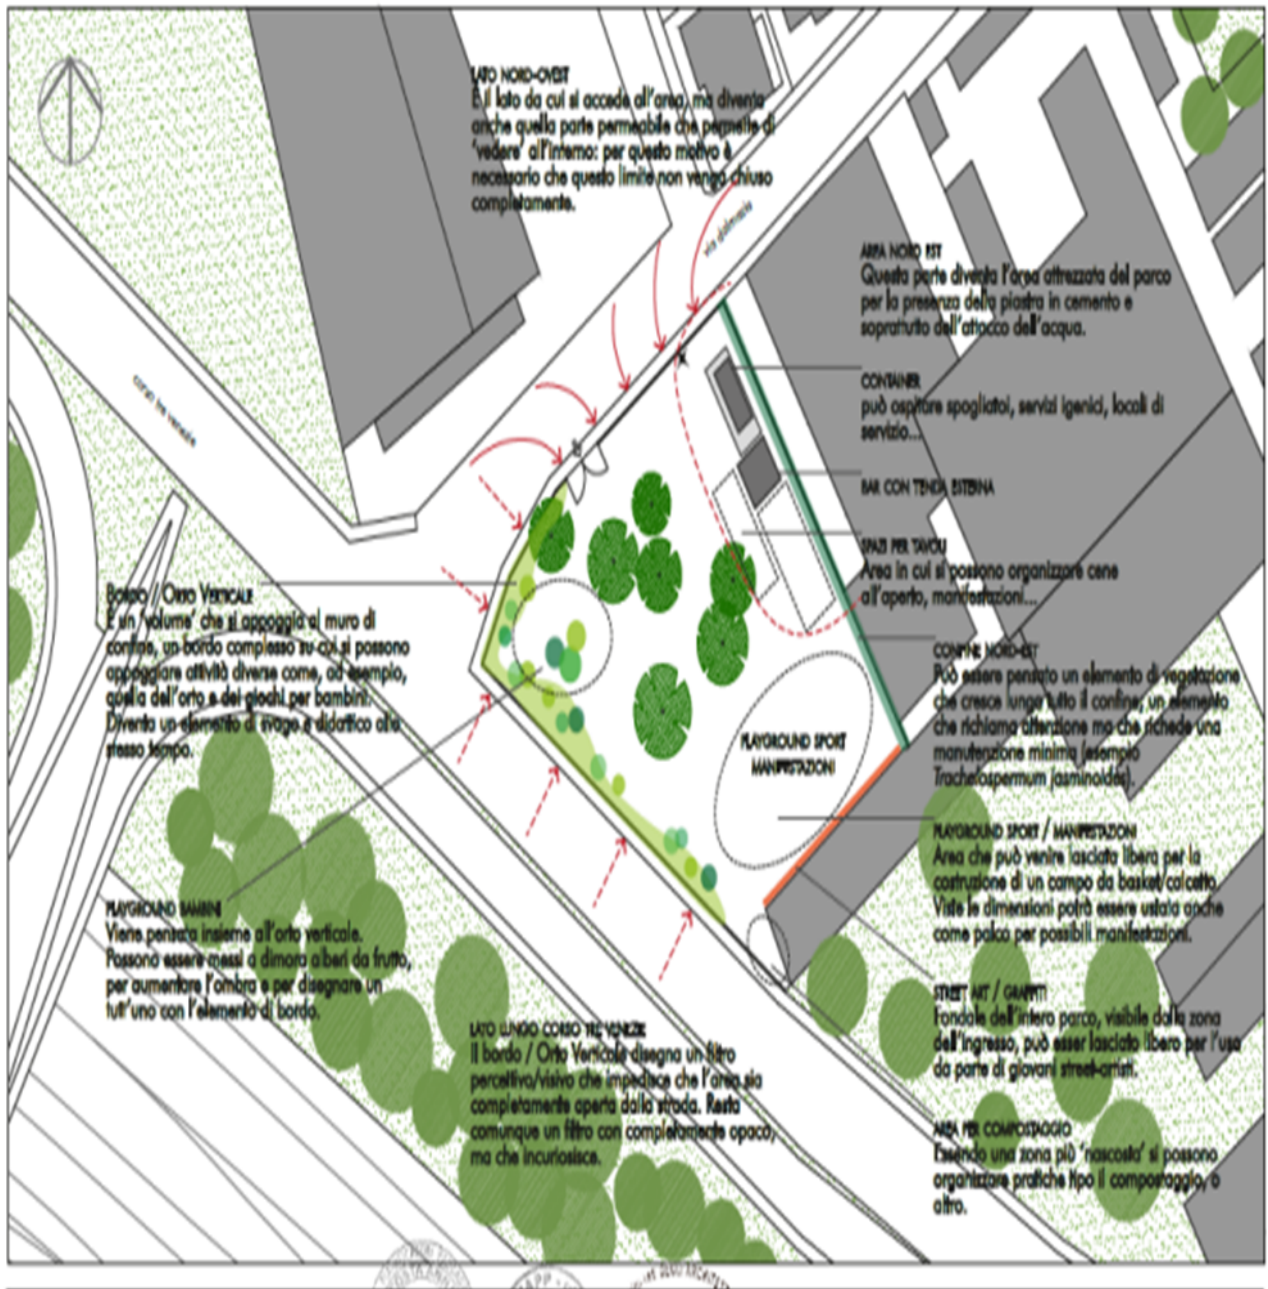 LATO NORD-OVEST
È il lato da cui si accede all'area, ma diventa
anche quella parte permeabile che permette di
'vedere' all'interno: per questo motivo è
necessario che questo limite non venga chiuso
completamente.
via dalmazia
AREA NORD EST
Questa parte diventa l'area attrezzata del parco
per la presenza della piastra in cemento e
soprattutto dell'attacco dell'acqua.
CONTAINER
può ospitare spogliatoi, servizi igenici, locali di
servizio...
BAR CON TENDA ESTERNA
SPAZI PER TAVOLI
Area in cui si possono organizzare cene
all'aperto, manifestazioni...
CONFINE NORD-EST
Può essere pensato un elemento di vegetazione
che cresce lungo tutto il confine; un elemento
che richiama attenzione ma che richede una
manutenzione minima (esempio
Trachelospermum jasminoides).
corso tre venezie
BORDO / ORTO VERTICALE
È un 'volume' che si appoggia al muro di
confine, un bordo complesso su cui si possono
appoggiare attività diverse come, ad esempio,
quella dell'orto e dei giochi per bambini.
Diventa un elemento di svago e didattico allo
stesso tempo.
PLAYGROUND SPORT
MANIFESTAZIONI
PLAYGROUND SPORT / MANIFESTAZIONI
Area che può venire lasciata libera per la
costruzione di un campo da basket/calcetto.
Viste le dimensioni potrà essere ustata anche
come palco per possibili manifestazioni.
PLAYGROUND BAMBINI
Viene pensata insieme all'orto verticale.
Possono essere messi a dimora alberi da frutto,
per aumentare l'ombra e per disegnare un
tutt'uno con l'elemento di bordo.
STREET ART / GRAFFITI
Fondale dell'intero parco, visibile dalla zona
dell'ingresso, può esser lasciato libero per l'uso
da parte di giovani street-artisti.
LATO LUNGO CORSO TRE VENEZIE
Il bordo / Orto Verticale disegna un filtro
percettivo/visivo che impedisce che l'area sia
completamente aperta dalla strada. Resta
comunque un filtro con completamente opaco,
ma che incuriosisce.
AREA PER COMPOSTAGGIO
Essendo una zona più 'nascosta' si possono
organizzare pratiche tipo il compostaggio, o
altro.